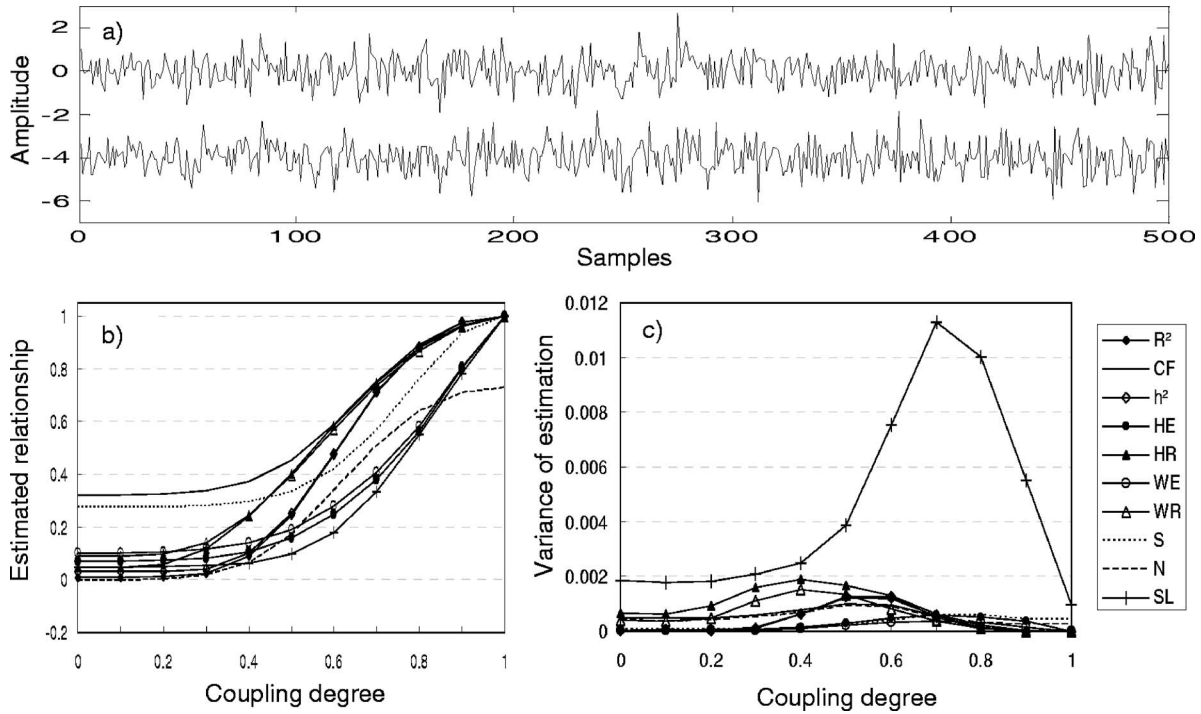 a)
Amplitude
2
0
-2
-4
-6
0 100 200 300 400 500
Samples
b)
Estimated relationship
1
0.8
0.6
0.4
0.2
0
-0.2
0 0.2 0.4 0.6 0.8 1
Coupling degree
c)
Variance of estimation
0.012
0.01
0.008
0.006
0.004
0.002
0
0 0.2 0.4 0.6 0.8 1
Coupling degree
R²
CF
h²
HE
HR
WE
WR
S
N
SL